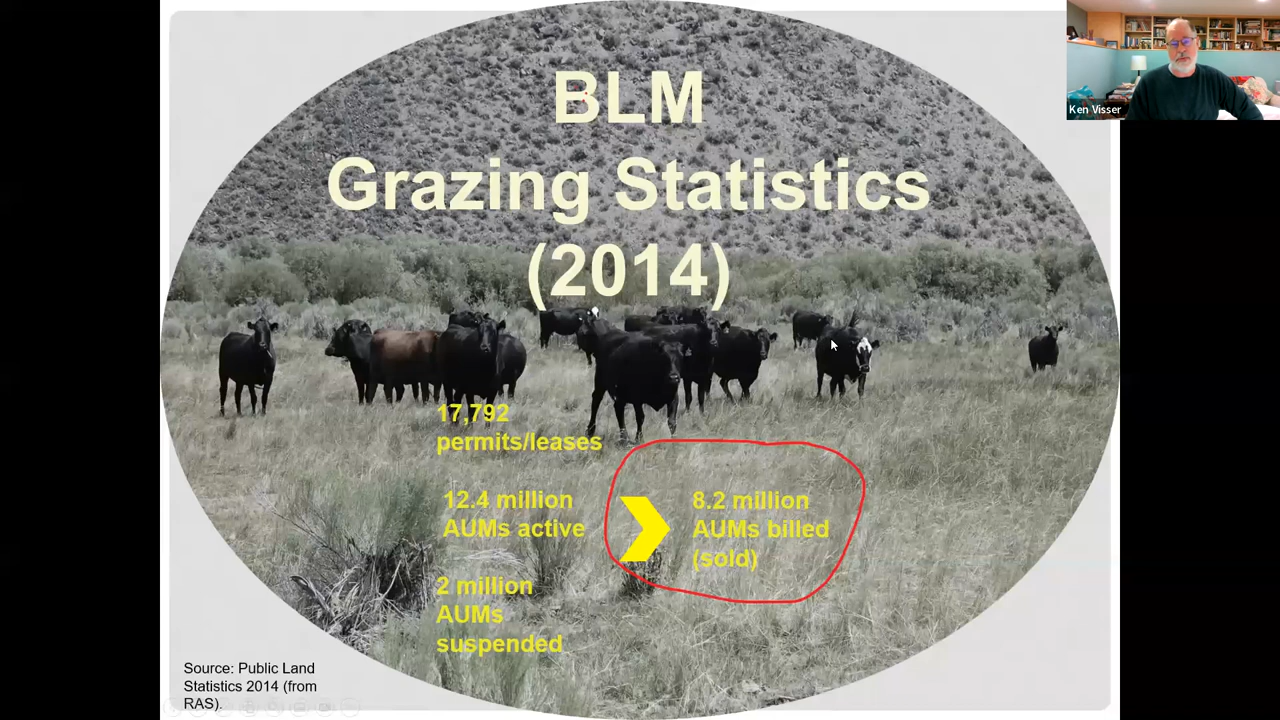 BLM
Grazing Statistics
(2014)
17,792
permits/leases
12.4 million
AUMs active
8.2 million
AUMs billed
(sold)
2 million
AUMs
suspended
Source: Public Land
Statistics 2014 (from
RAS).
Ken Visser